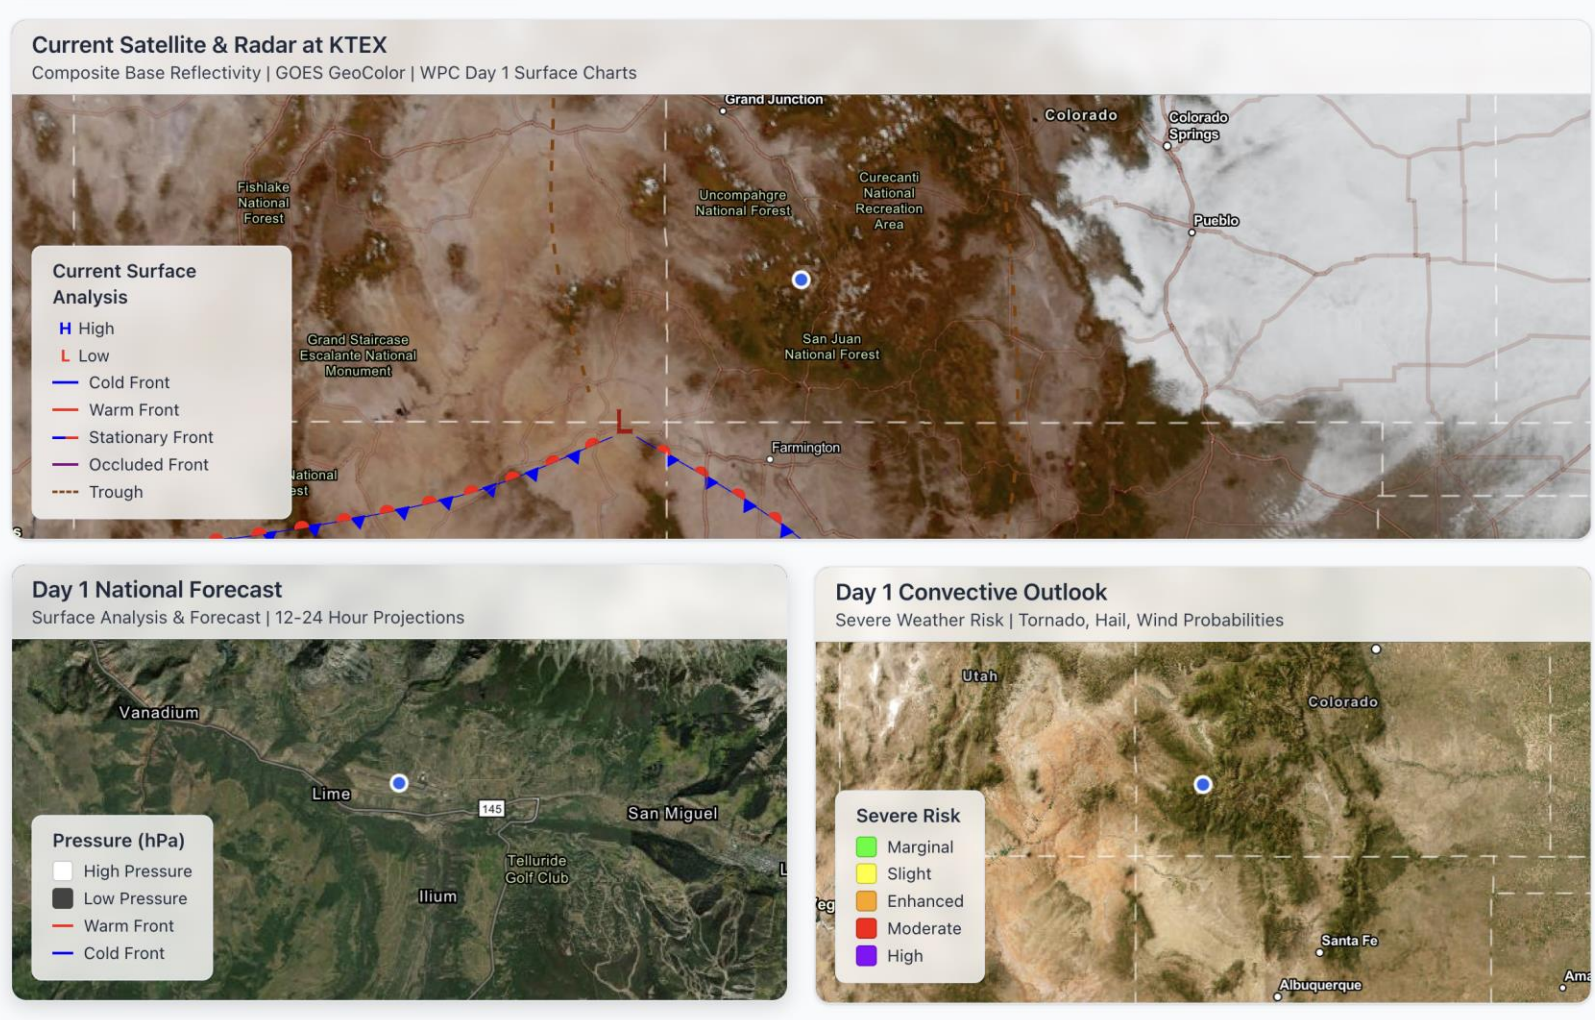 Current Satellite & Radar at KTEX
Composite Base Reflectivity | GOES GeoColor | WPC Day 1 Surface Charts
Grand Junction
Colorado
Colorado
Springs
Fishlake
National
Forest
Uncompahgre
National Forest
Curecanti
National
Recreation
Area
Pueblo
Current Surface
Analysis
H High
L Low
Cold Front
Warm Front
Stationary Front
Occluded Front
Trough
Grand Staircase
Escalante National
Monument
San Juan
National Forest
L
Farmington
National
est
s
Day 1 National Forecast
Surface Analysis & Forecast | 12-24 Hour Projections
Vanadium
Lime
145
San Miguel
Telluride
Golf Club
Ilium
L
Pressure (hPa)
High Pressure
Low Pressure
Warm Front
Cold Front
Day 1 Convective Outlook
Severe Weather Risk | Tornado, Hail, Wind Probabilities
Utah
Colorado
Severe Risk
Marginal
Slight
Enhanced
Moderate
High
eg
Santa Fe
Albuquerque
Ama